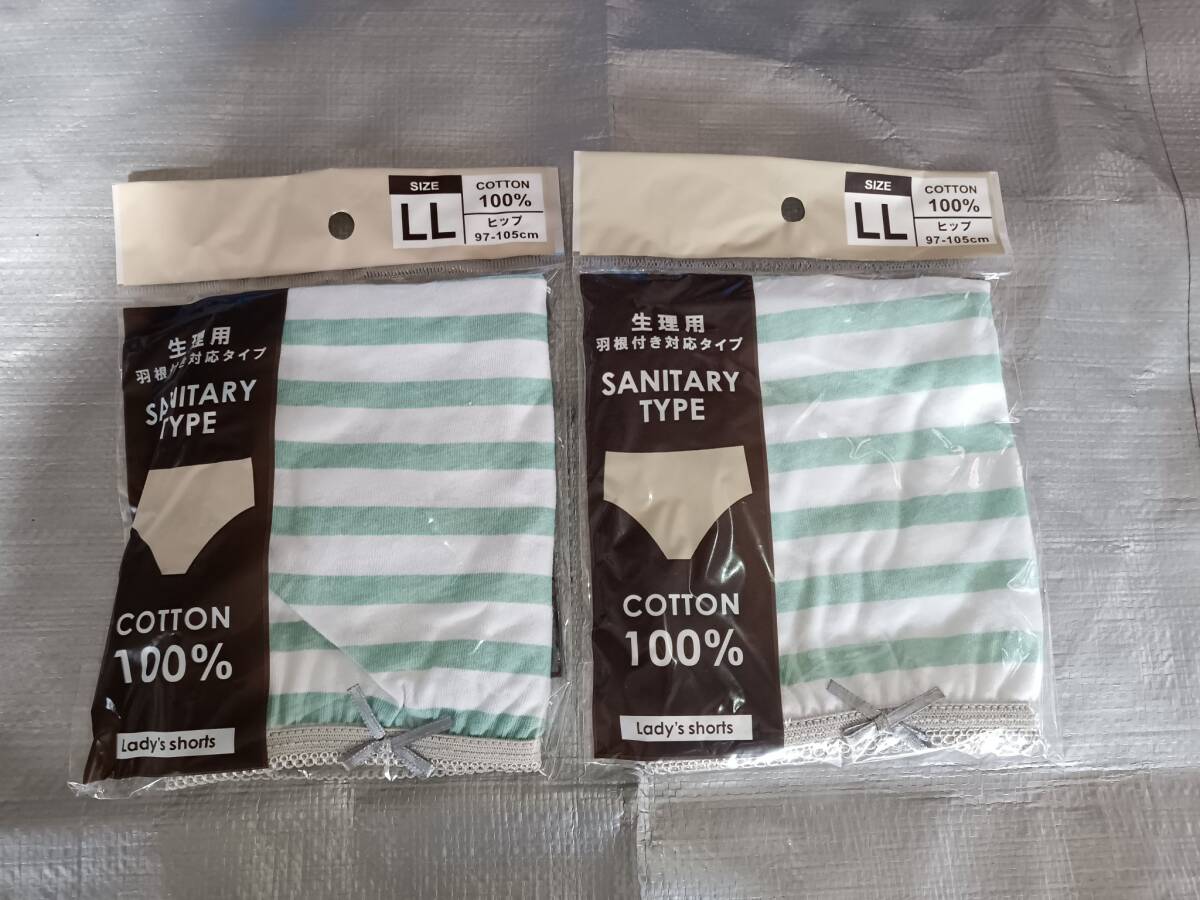 SIZE
LL
COTTON
100%
ヒップ
97-105cm
生理用
羽根付き対応タイプ
SANITARY
TYPE
COTTON
100%
Lady's shorts
SIZE
LL
COTTON
100%
ヒップ
97-105cm
生理用
羽根付き対応タイプ
SANITARY
TYPE
COTTON
100%
Lady's shorts